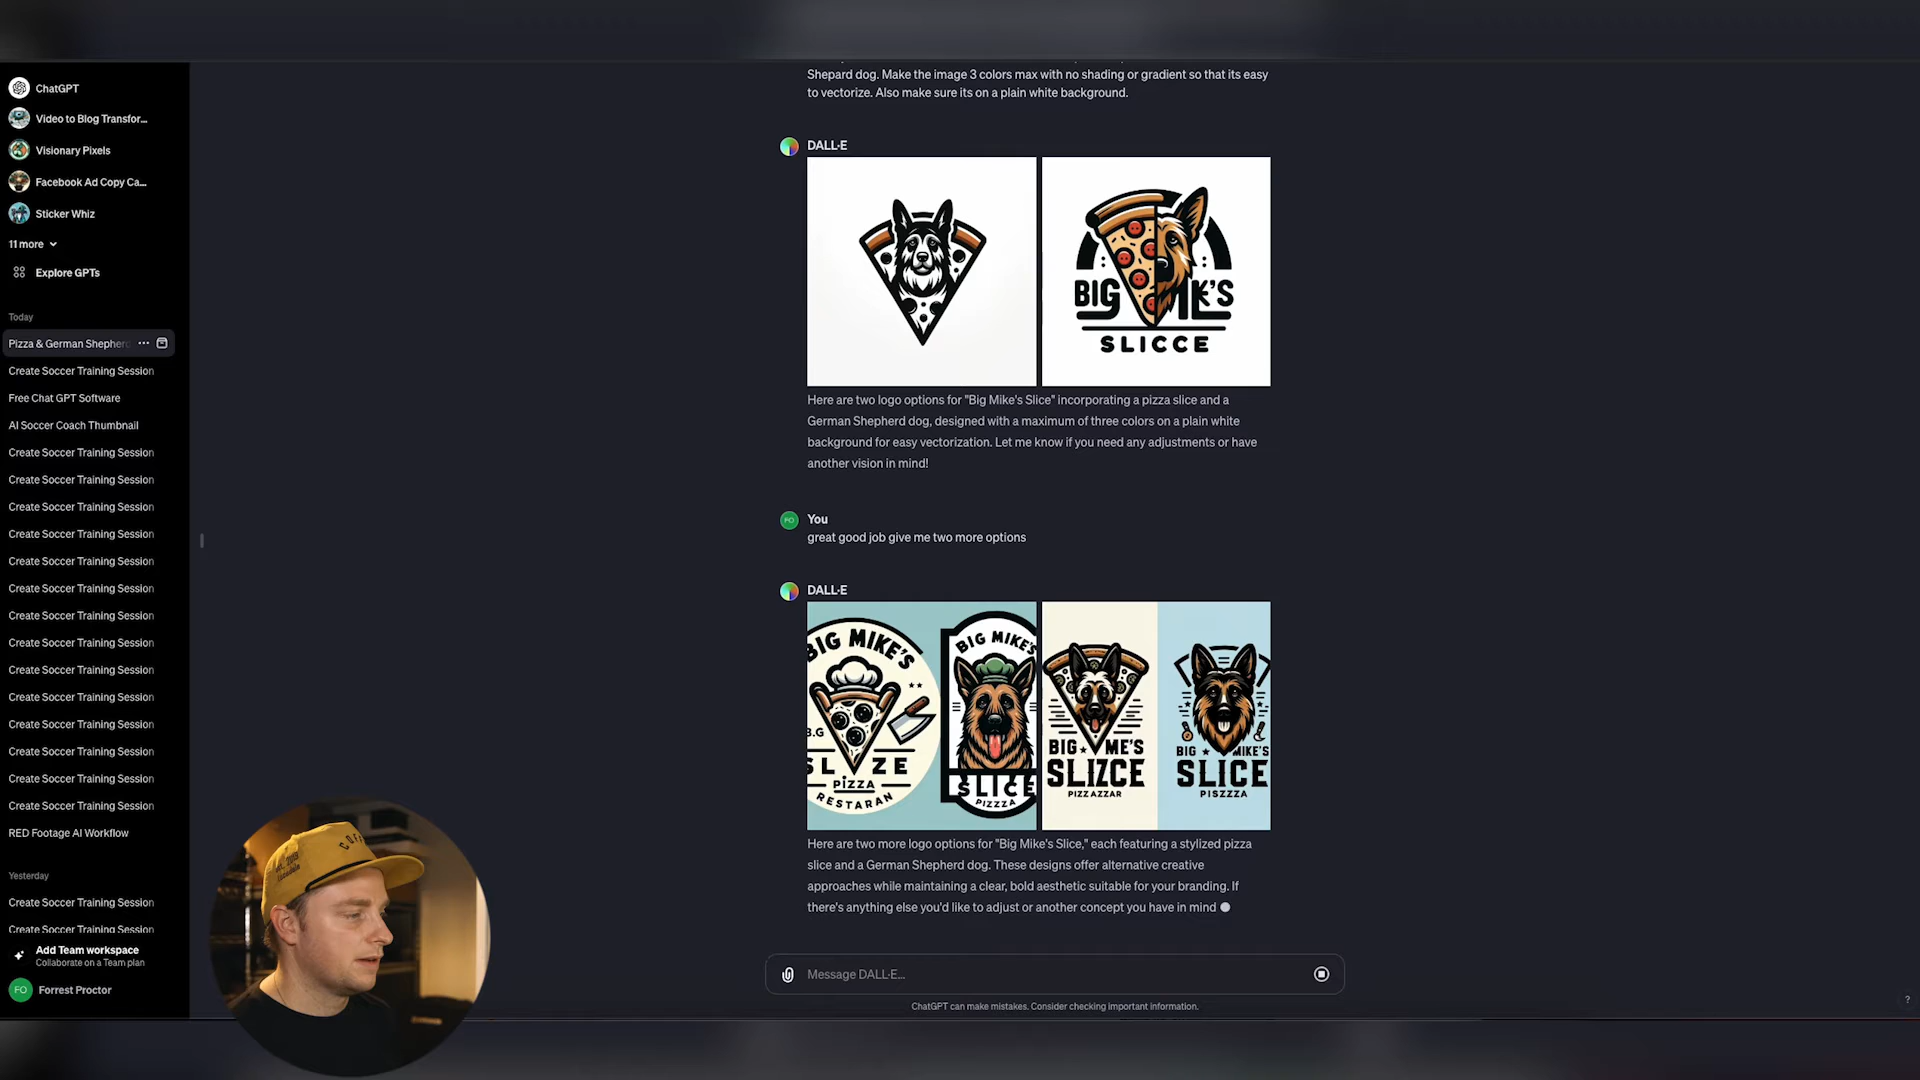 ChatGPT
Video to Blog Transfor...
Visionary Pixels
Facebook Ad Copy Ca...
Sticker Whiz
11 more
Explore GPTs
Today
Pizza & German Shepherd
Create Soccer Training Session
Free Chat GPT Software
AI Soccer Coach Thumbnail
Create Soccer Training Session
Create Soccer Training Session
Create Soccer Training Session
Create Soccer Training Session
Create Soccer Training Session
Create Soccer Training Session
Create Soccer Training Session
Create Soccer Training Session
Create Soccer Training Session
Create Soccer Training Session
Create Soccer Training Session
Create Soccer Training Session
Create Soccer Training Session
Create Soccer Training Session
RED Footage AI Workflow
Yesterday
Create Soccer Training Session
Create Soccer Training Session
Add Team workspace
Collaborate on a Team plan
FO
Forrest Proctor
Shepard dog. Make the image 3 colors max with no shading or gradient so that its easy
to vectorize. Also make sure its on a plain white background.
DALL·E
BIG
K'S
SLICCE
Here are two logo options for "Big Mike's Slice" incorporating a pizza slice and a
German Shepherd dog, designed with a maximum of three colors on a plain white
background for easy vectorization. Let me know if you need any adjustments or have
another vision in mind!
FO
You
great good job give me two more options
DALL·E
BIG MIKE'S
B.G
SL ZE
PIZZA
RESTARAN
BIG MIKE'S
SLICE
PIZZZA
BIG ME'S
SLIZCE
PIZZAZZAR
BIG MIKE'S
SLICE
PISZZZA
Here are two more logo options for "Big Mike's Slice," each featuring a stylized pizza
slice and a German Shepherd dog. These designs offer alternative creative
approaches while maintaining a clear, bold aesthetic suitable for your branding. If
there's anything else you'd like to adjust or another concept you have in mind
Message DALL·E...
ChatGPT can make mistakes. Consider checking important information.
?